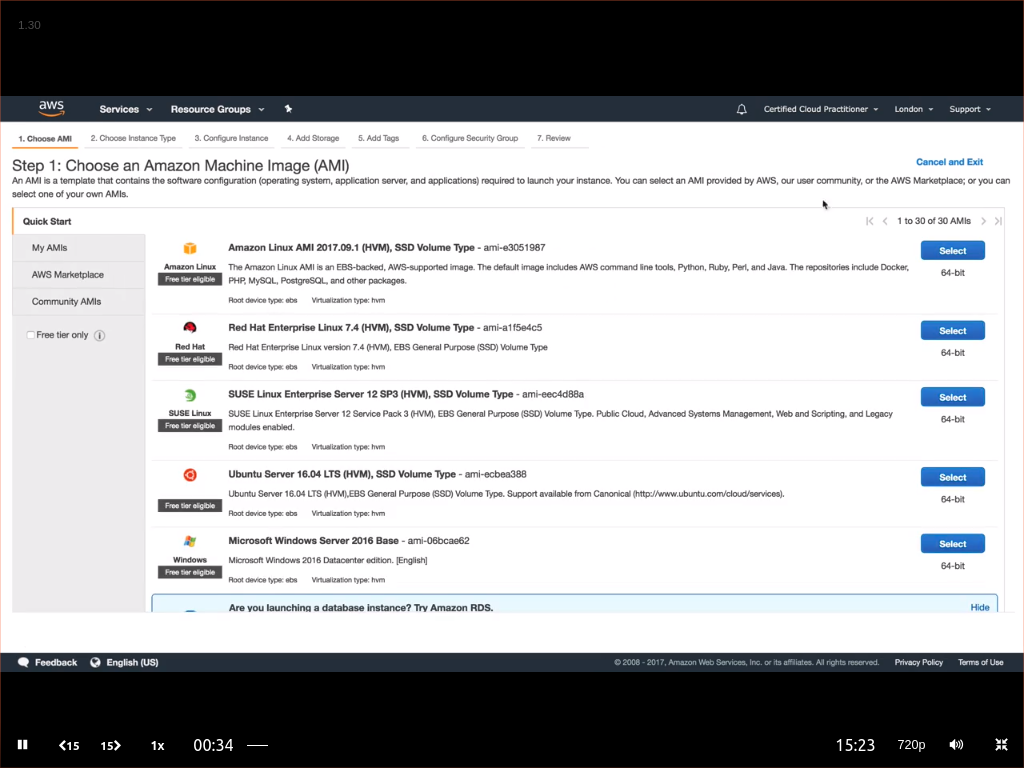 1.30
aws Services Resource Groups Certified Cloud Practitioner London Support
1. Choose AMI 2. Choose Instance Type 3. Configure Instance 4. Add Storage 5. Add Tags 6. Configure Security Group 7. Review
Step 1: Choose an Amazon Machine Image (AMI)
Cancel and Exit
An AMI is a template that contains the software configuration (operating system, application server, and applications) required to launch your instance. You can select an AMI provided by AWS, our user community, or the AWS Marketplace; or you can
select one of your own AMIs.
Quick Start
1 to 30 of 30 AMIs
My AMIs
AWS Marketplace
Community AMIs
Free tier only
Amazon Linux
Free tier eligible
Amazon Linux AMI 2017.09.1 (HVM), SSD Volume Type - ami-e3051987
The Amazon Linux AMI is an EBS-backed, AWS-supported image. The default image includes AWS command line tools, Python, Ruby, Perl, and Java. The repositories include Docker,
PHP, MySQL, PostgreSQL, and other packages.
Root device type: ebs Virtualization type: hvm
Select
64-bit
Red Hat
Free tier eligible
Red Hat Enterprise Linux 7.4 (HVM), SSD Volume Type - ami-a1f5e4c5
Red Hat Enterprise Linux version 7.4 (HVM), EBS General Purpose (SSD) Volume Type
Root device type: ebs Virtualization type: hvm
Select
64-bit
SUSE Linux
Free tier eligible
SUSE Linux Enterprise Server 12 SP3 (HVM), SSD Volume Type - ami-eec4d88a
SUSE Linux Enterprise Server 12 Service Pack 3 (HVM), EBS General Purpose (SSD) Volume Type. Public Cloud, Advanced Systems Management, Web and Scripting, and Legacy
modules enabled.
Root device type: ebs Virtualization type: hvm
Select
64-bit
Free tier eligible
Ubuntu Server 16.04 LTS (HVM), SSD Volume Type - ami-ecbea388
Ubuntu Server 16.04 LTS (HVM),EBS General Purpose (SSD) Volume Type. Support available from Canonical (http://www.ubuntu.com/cloud/services).
Root device type: ebs Virtualization type: hvm
Select
64-bit
Windows
Free tier eligible
Microsoft Windows Server 2016 Base - ami-06bcae62
Microsoft Windows 2016 Datacenter edition. [English]
Root device type: ebs Virtualization type: hvm
Select
64-bit
Are you launching a database instance? Try Amazon RDS.
Hide
Feedback English (US) © 2008 - 2017, Amazon Web Services, Inc. or its affiliates. All rights reserved. Privacy Policy Terms of Use
15 15 1x 00:34 15:23 720p